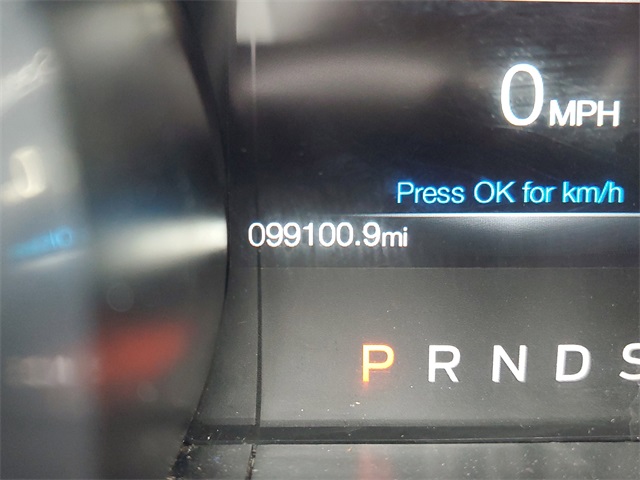 0 MPH
Press OK for km/h
099100.9mi
P R N D S